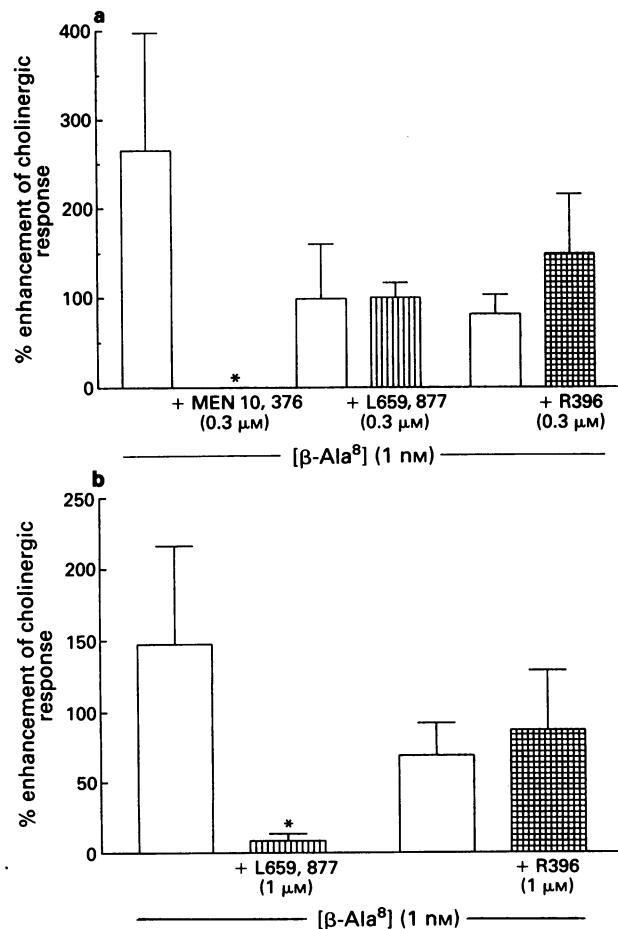 a
400
300
200
100
0
% enhancement of cholinergic
response
*
+ MEN 10, 376
(0.3 μM)
+ L659, 877
(0.3 μM)
+ R396
(0.3 μM)
[β-Ala⁸] (1 nM)
b
250
200
150
100
50
0
% enhancement of cholinergic
response
*
+ L659, 877
(1 μM)
+ R396
(1 μM)
[β-Ala⁸] (1 nM)